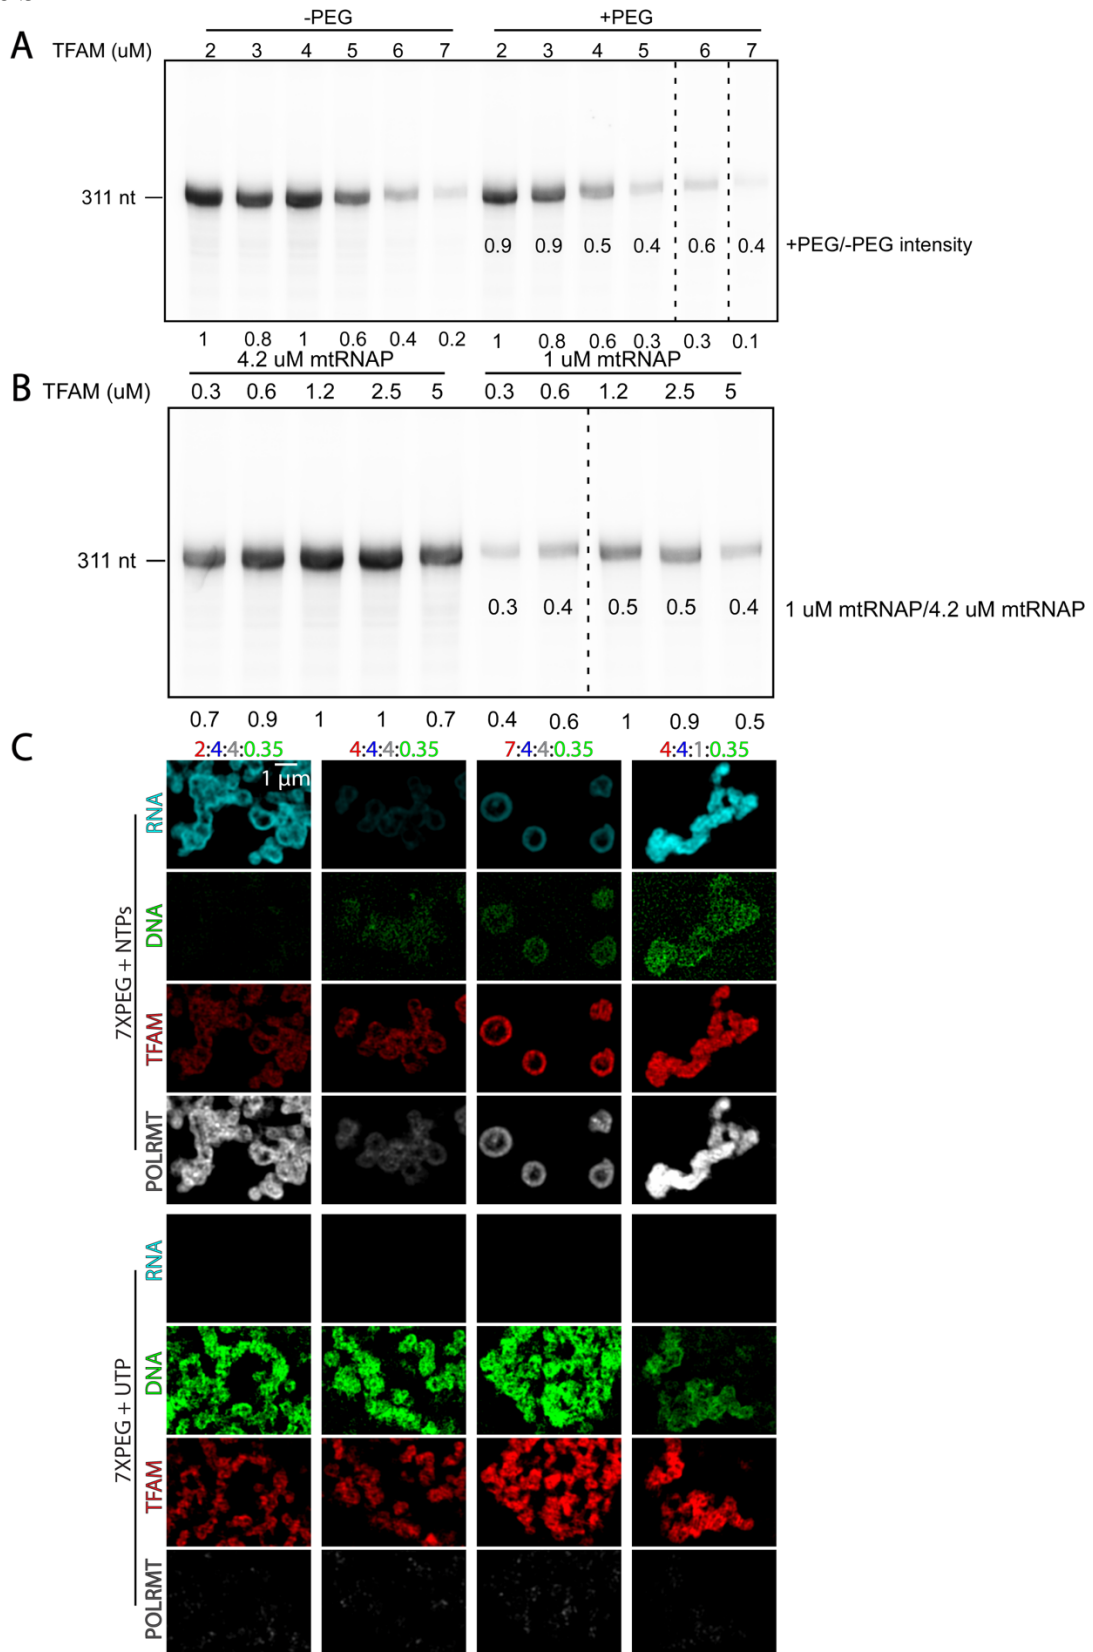 -PEG +PEG
A TFAM (uM) 2 3 4 5 6 7 2 3 4 5 6 7
311 nt
0.9 0.9 0.5 0.4 0.6 0.4 +PEG/-PEG intensity
1 0.8 1 0.6 0.4 0.2 1 0.8 0.6 0.3 0.3 0.1
4.2 uM mtRNAP 1 uM mtRNAP
B TFAM (uM) 0.3 0.6 1.2 2.5 5 0.3 0.6 1.2 2.5 5
311 nt
0.3 0.4 0.5 0.5 0.4 1 uM mtRNAP/4.2 uM mtRNAP
0.7 0.9 1 1 0.7 0.4 0.6 1 0.9 0.5
C 2:4:4:0.35 4:4:4:0.35 7:4:4:0.35 4:4:1:0.35
1 μm
7XPEG + NTPs
RNA
DNA
TFAM
POLRMT
7XPEG + UTP
RNA
DNA
TFAM
POLRMT